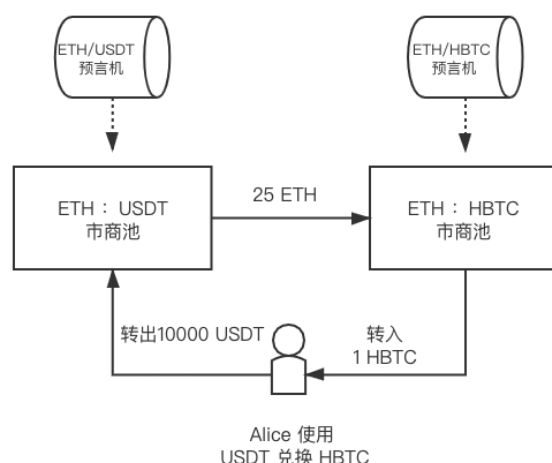 ETH/USDT
预言机
ETH/HBTC
预言机
ETH： USDT
市商池
25 ETH
ETH： HBTC
市商池
转出10000 USDT
转入
1 HBTC
Alice 使用
USDT 兑换 HBTC